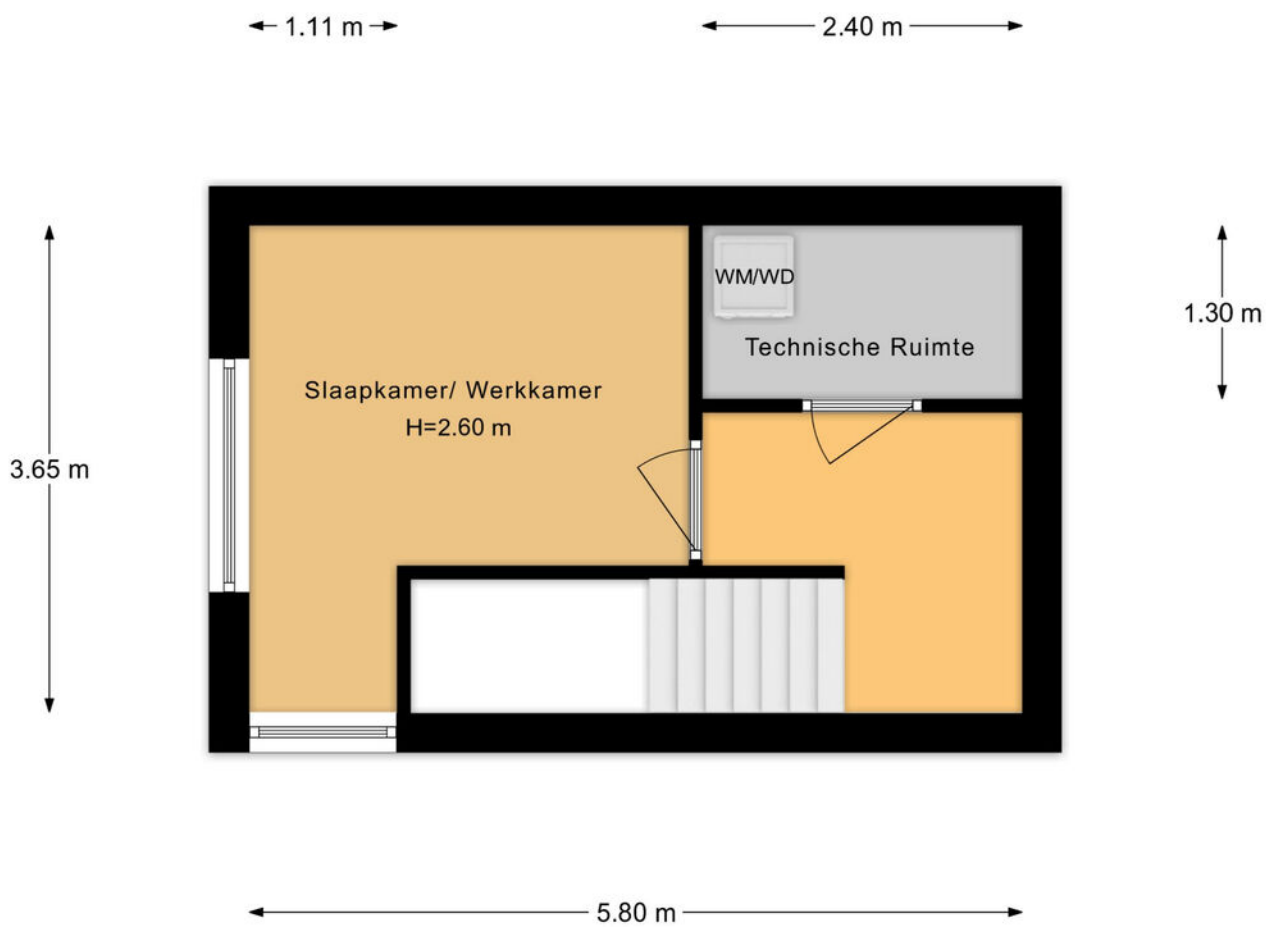 1.11 m
2.40 m
WM/WD
1.30 m
Technische Ruimte
Slaapkamer/ Werkkamer
H=2.60 m
3.65 m
5.80 m